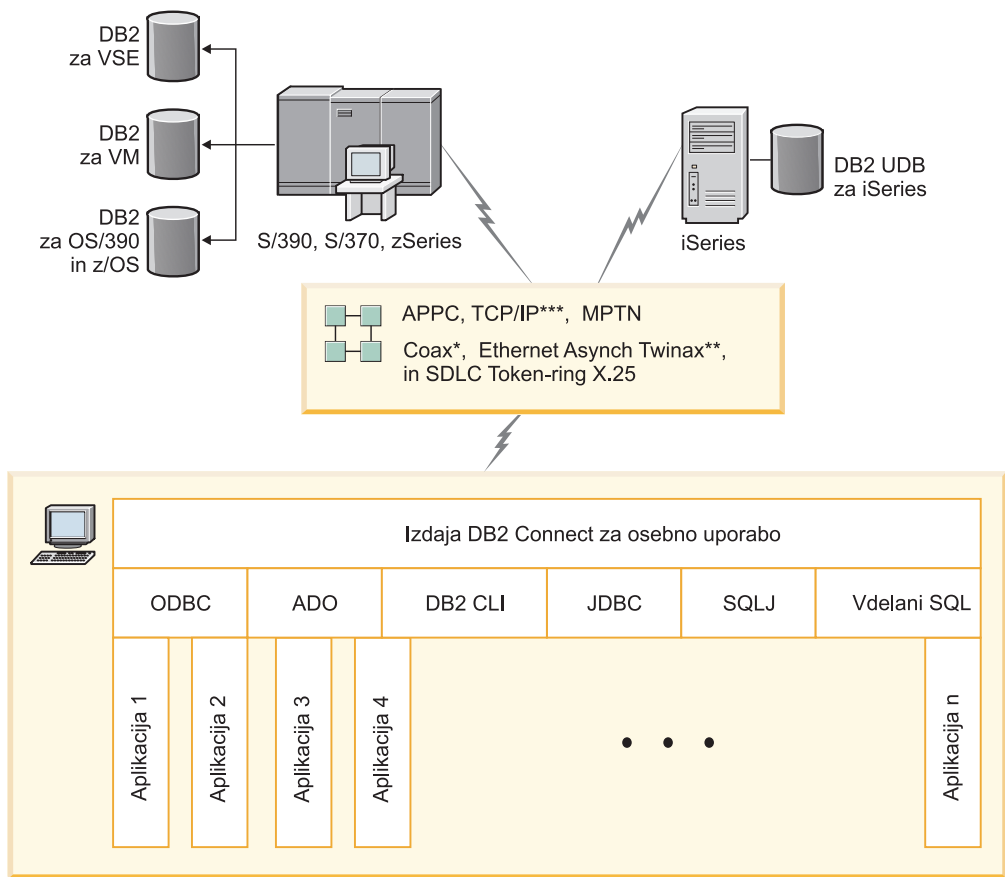 DB2
za VSE
DB2
za VM
DB2
za OS/390
in z/OS
S/390, S/370, zSeries
DB2 UDB
za iSeries
iSeries
APPC, TCP/IP***, MPTN
Coax*, Ethernet Asynch Twinax**,
in SDLC Token-ring X.25
Izdaja DB2 Connect za osebno uporabo
ODBC
ADO
DB2 CLI
JDBC
SQLJ
Vdelani SQL
Aplikacija 1
Aplikacija 2
Aplikacija 3
Aplikacija 4
• • •
Aplikacija n